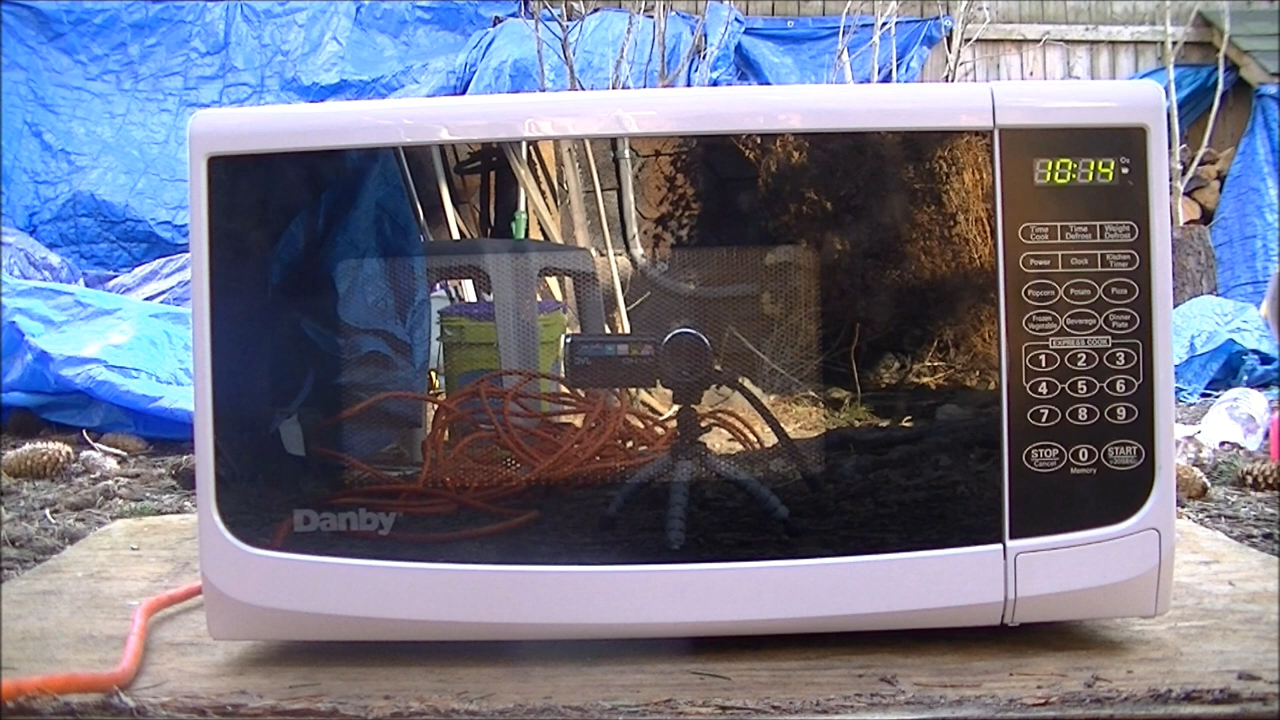 10:14
Time Cook Time Defrost Weight Defrost
Power Clock Kitchen Timer
Popcorn Potato Pizza
Frozen Vegetable Beverage Dinner Plate
EXPRESS COOK
1 2 3
4 5 6
7 8 9
STOP Cancel 0 START
Memory
Danby